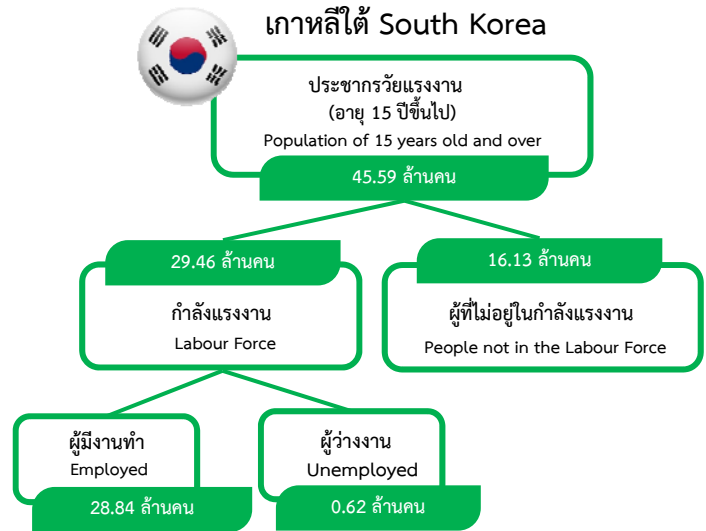 เกาหลีใต้ South Korea
ประชากรวัยแรงงาน
(อายุ 15 ปีขึ้นไป)
Population of 15 years old and over
45.59 ล้านคน
29.46 ล้านคน
กำลังแรงงาน
Labour Force
16.13 ล้านคน
ผู้ที่ไม่อยู่ในกำลังแรงงาน
People not in the Labour Force
ผู้มีงานทำ
Employed
28.84 ล้านคน
ผู้ว่างงาน
Unemployed
0.62 ล้านคน